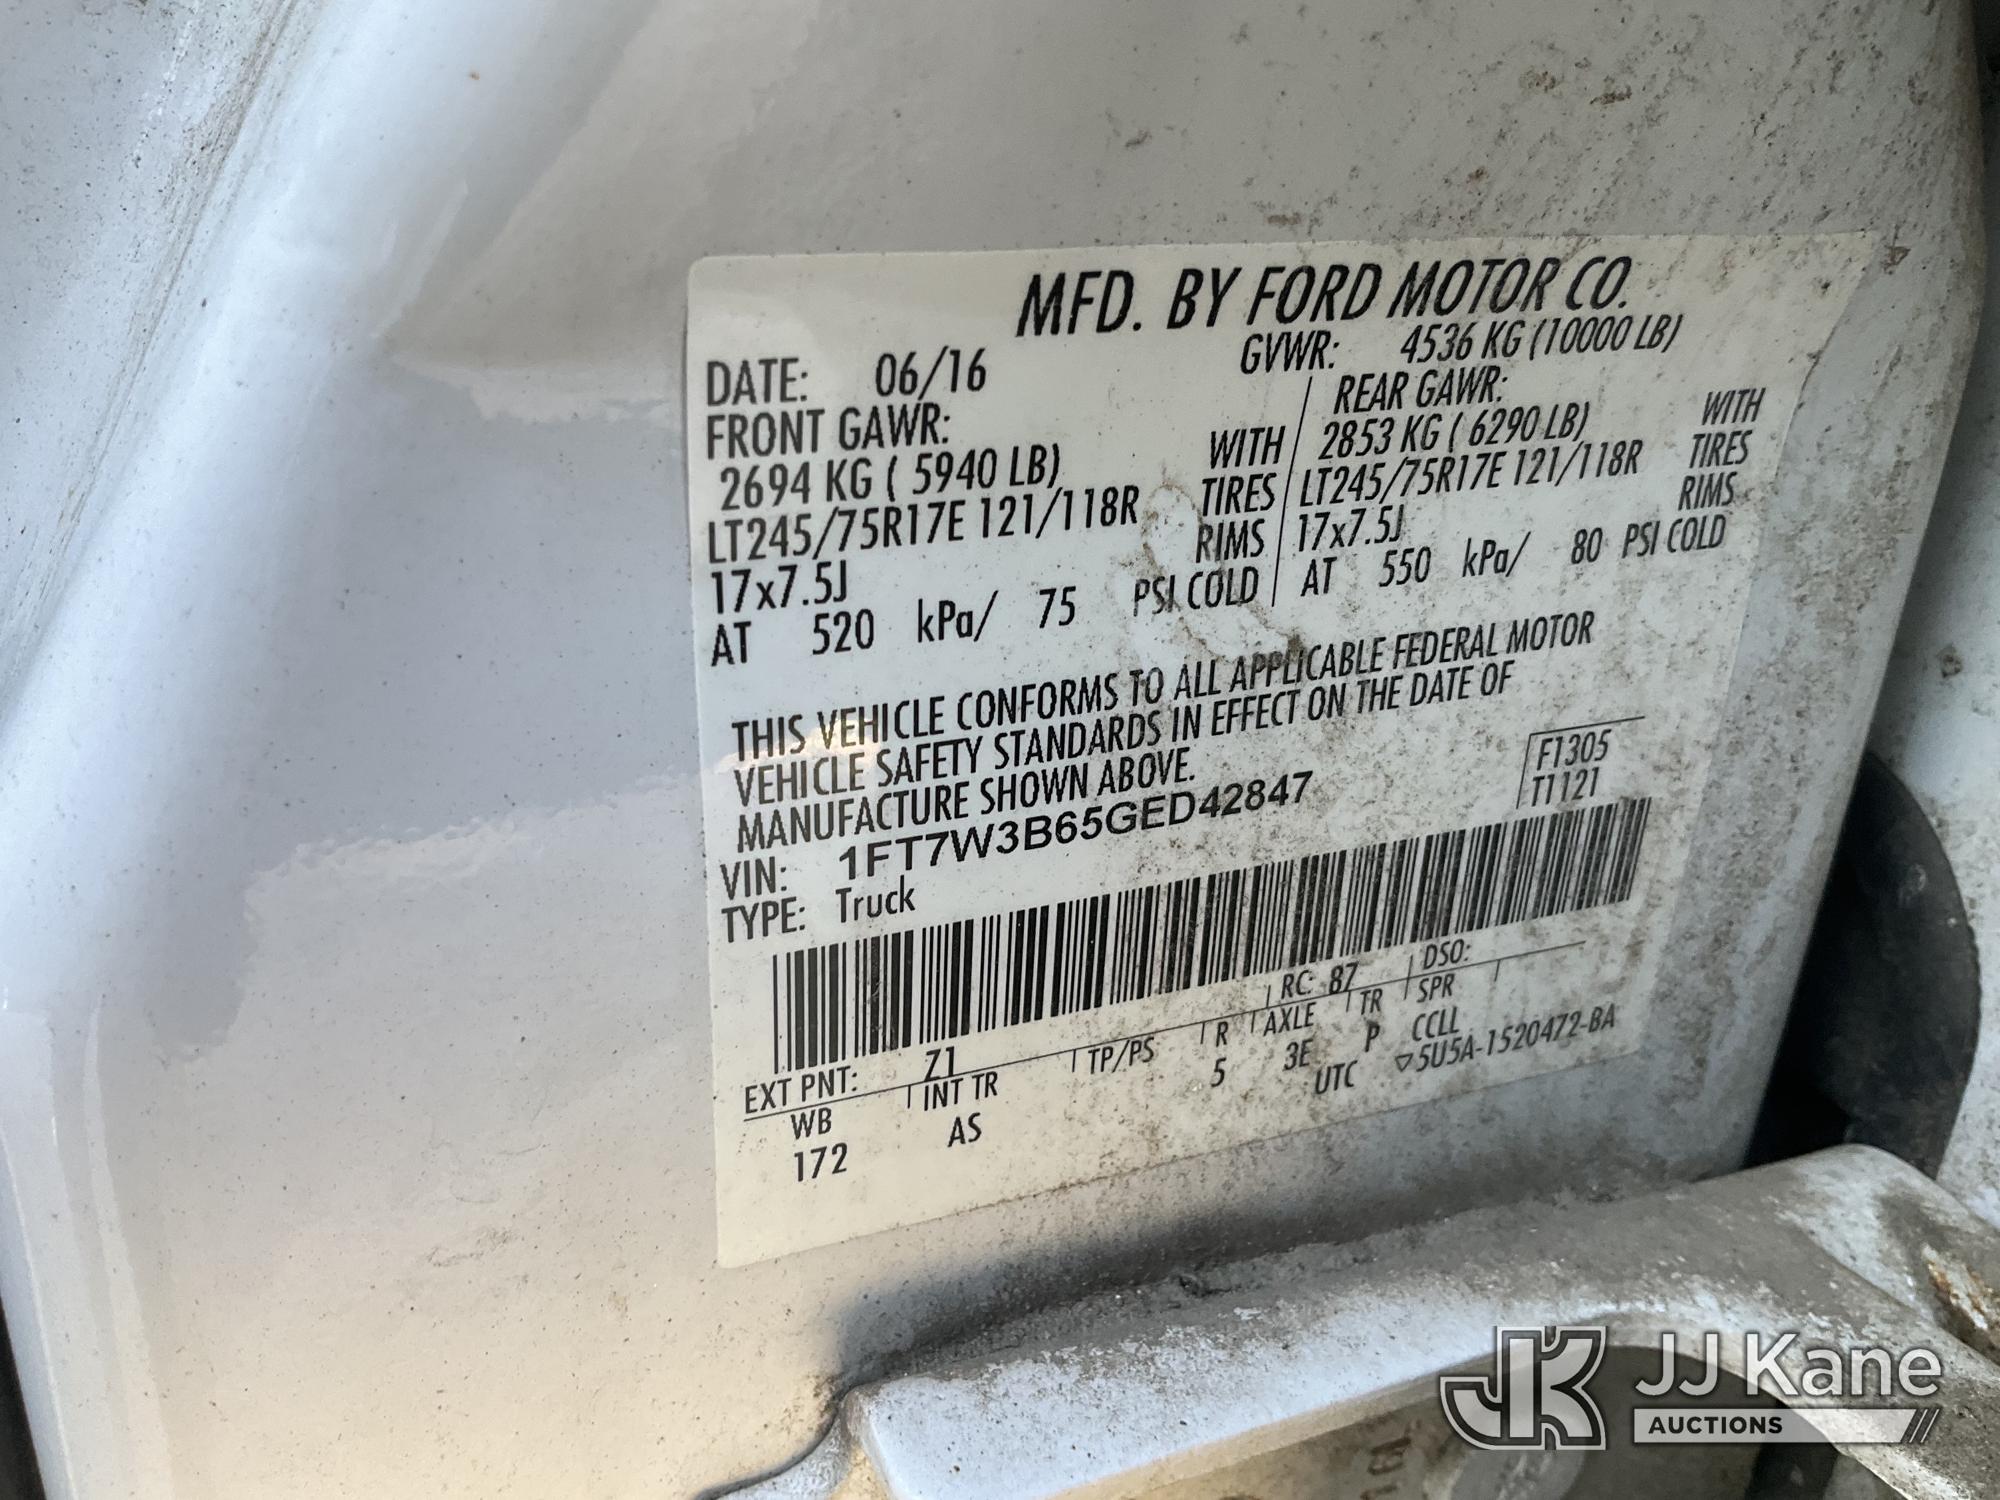 MFD. BY FORD MOTOR CO.
DATE: 06/16 GVWR: 4536 KG (10000 LB)
FRONT GAWR: REAR GAWR:
2694 KG ( 5940 LB) WITH 2853 KG ( 6290 LB) WITH
LT245/75R17E 121/118R TIRES LT245/75R17E 121/118R TIRES
17x7.5J RIMS 17x7.5J RIMS
AT 520 kPa/ 75 PSI COLD AT 550 kPa/ 80 PSI COLD
THIS VEHICLE CONFORMS TO ALL APPLICABLE FEDERAL MOTOR
VEHICLE SAFETY STANDARDS IN EFFECT ON THE DATE OF
MANUFACTURE SHOWN ABOVE.
VIN: 1FT7W3B65GED42847
TYPE: Truck
F1305
T1121
EXT PNT: Z1 RC: 87 DSO:
WB INT TR TP/PS R AXLE TR SPR
172 AS 5 3E P CCLL
UTC ▽5U5A-1520472-BA
JK
JJ Kane
AUCTIONS